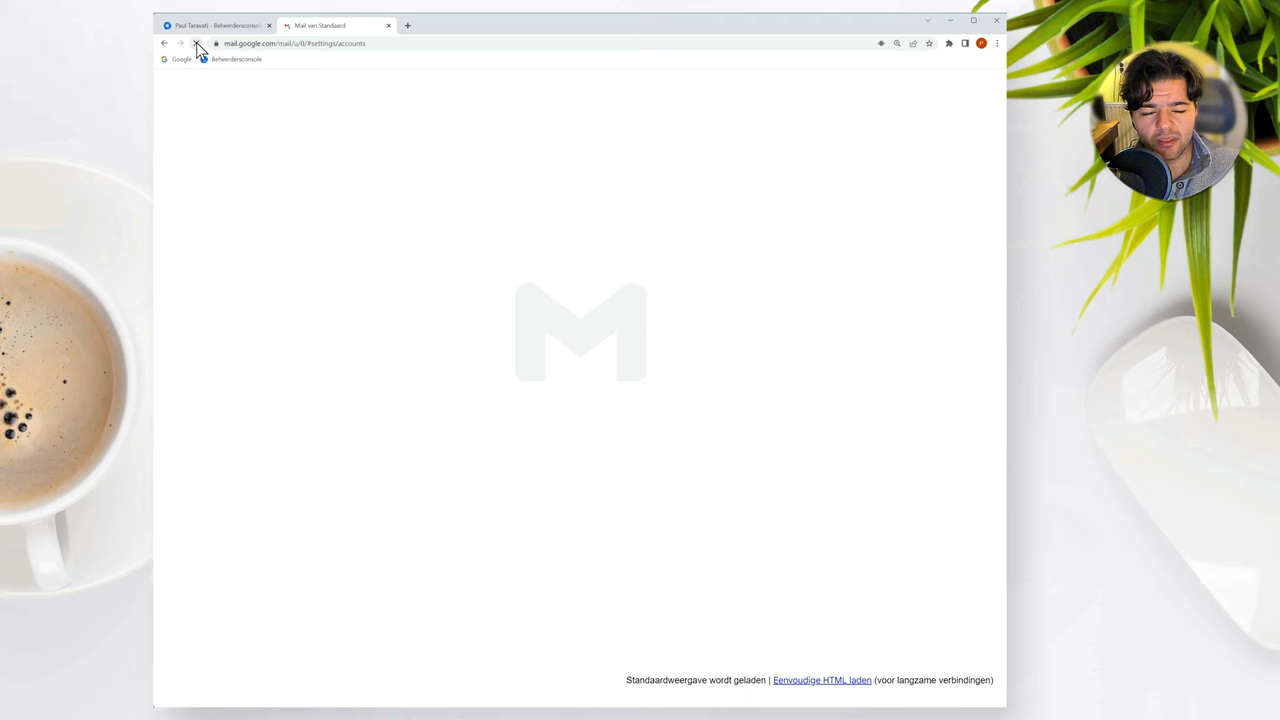 Paul Taravati - Beheerdersconsol
Mail van Standaard
mail.google.com/mail/u/0/#settings/accounts
P
Google
Beheerdersconsole
Standaardweergave wordt geladen | Eenvoudige HTML laden (voor langzame verbindingen)